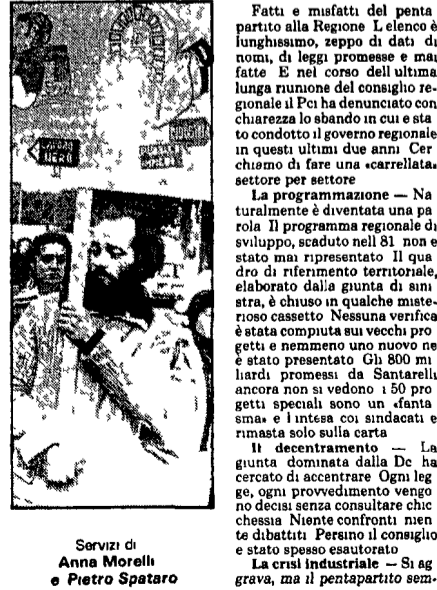 LAVORO
NERO
Servizi di
Anna Morelli
e Pietro Spataro
Fatti e misfatti del penta
partito alla Regione L elenco è
lunghissimo, zeppo di dati di
nomi, di leggi promesse e mai
fatte E nel corso dell ultima
lunga riunione del consiglio re-
gionale il Pci ha denunciato con
chiarezza lo sbando in cui e sta
to condotto il governo regionale
in questi ultimi due anni Cer
chiamo di fare una «carrellata»
settore per settore
La programmazione — Na
turalmente è diventata una pa
rola Il programma regionale di
sviluppo, scaduto nell 81 non e
stato mai ripresentato Il qua
dro di riferimento territoriale,
elaborato dalla giunta di sini
stra, è chiuso in qualche miste-
rioso cassetto Nessuna verifica
è stata compiuta sui vecchi pro
getti e nemmeno uno nuovo ne
è stato presentato Gli 800 mi
liardi promessi da Santarelli
ancora non si vedono i 50 pro
getti speciali sono un «fanta
sma» e l intesa coi sindacati e
rimasta solo sulla carta
Il decentramento — La
giunta dominata dalla Dc ha
cercato di accentrare Ogni leg
ge, ogni provvedimento vengo
no decisi senza consultare chic
chessia Niente confronti nien
te dibattiti Persino il consiglio
e stato spesso esautorato
La crisi industriale — Si ag
grava, ma il pentapartito sem-